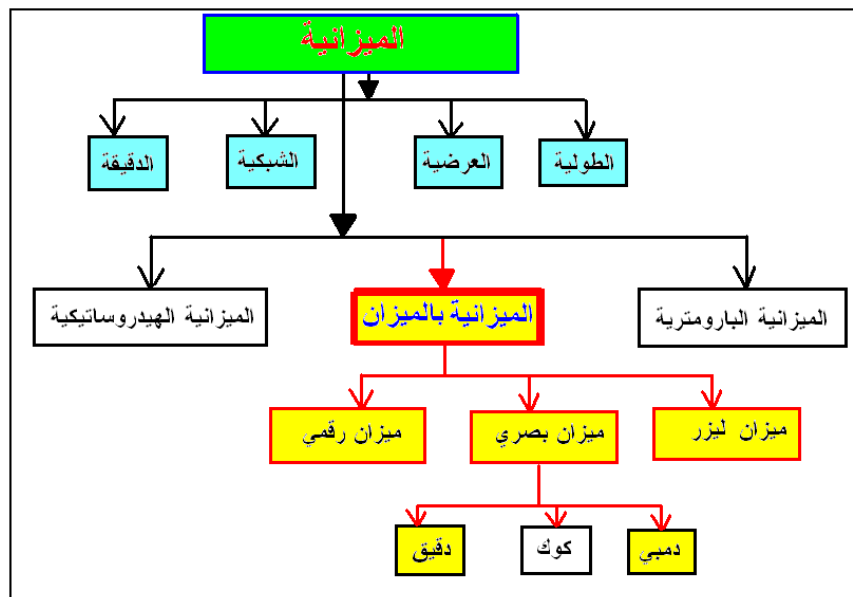 الميزانية
الطولية
العرضية
الشبكية
الدقيقة
الميزانية البارومترية
الميزانية بالميزان
الميزانية الهيدروساتيكية
ميزان ليزر
ميزان بصري
ميزان رقمي
دمبي
كوك
دقيق